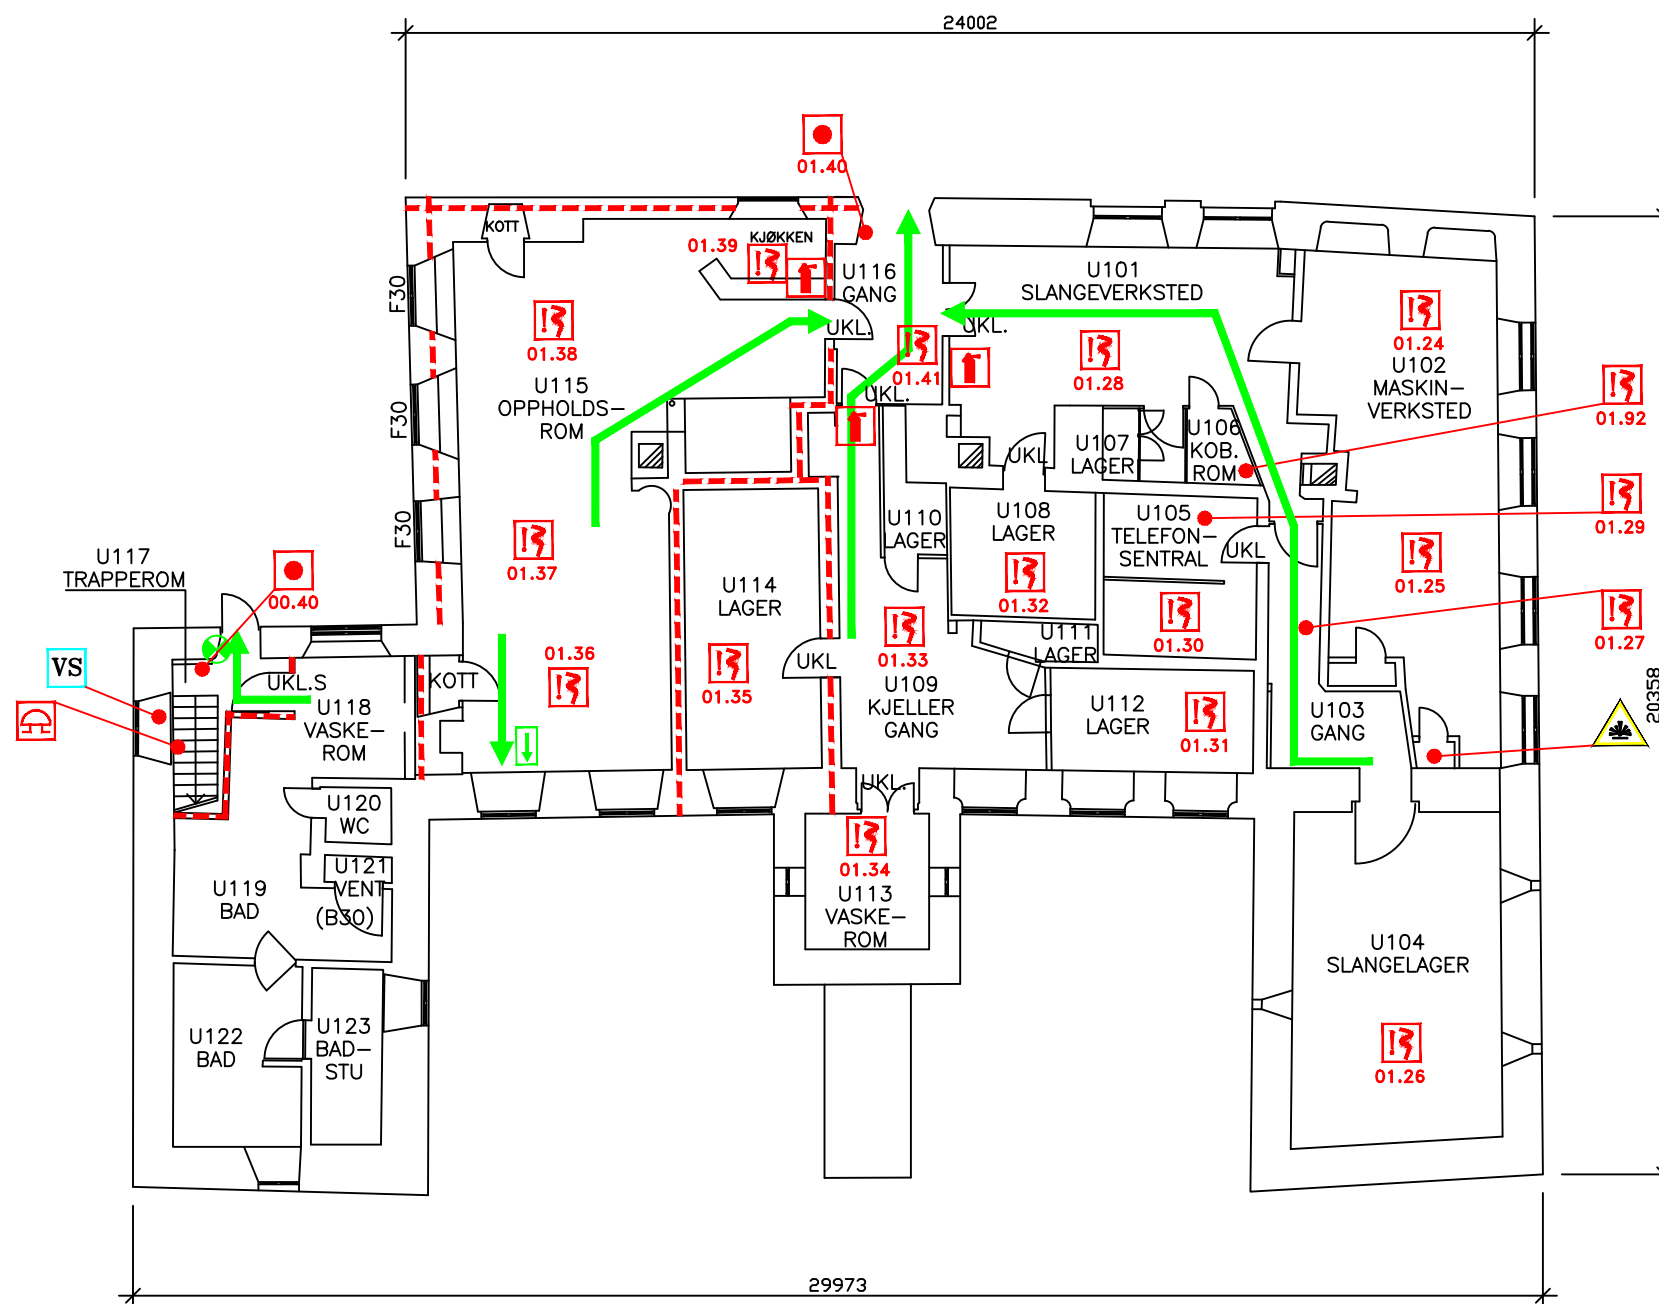 24002
01.40
KOTT
01.39
KJØKKEN
U116
GANG
U101
SLANGEVERKSTED
F30
01.38
UKL.
UKL.
01.24
01.28
01.41
U102
MASKIN-
VERKSTED
U115
OPPHOLDS-
ROM
UKL.
F30
01.92
U106
KOB.
ROM
U107
LAGER
UKL
F30
U108
LAGER
U110
LAGER
U105
TELEFON-
SENTRAL
01.29
UKL
U117
TRAPPEROM
01.37
00.40
U114
LAGER
01.25
01.32
01.30
01.27
01.33
U111
LAGER
UKL
01.36
01.35
VS
UKL.S
KOTT
U118
VASKE-
ROM
U109
KJELLER
GANG
U112
LAGER
01.31
U103
GANG
20358
UKL.
U120
WC
01.34
U121
VENT
(B30)
U119
BAD
U113
VASKE-
ROM
U104
SLANGELAGER
U122
BAD
U123
BAD-
STU
01.26
29973